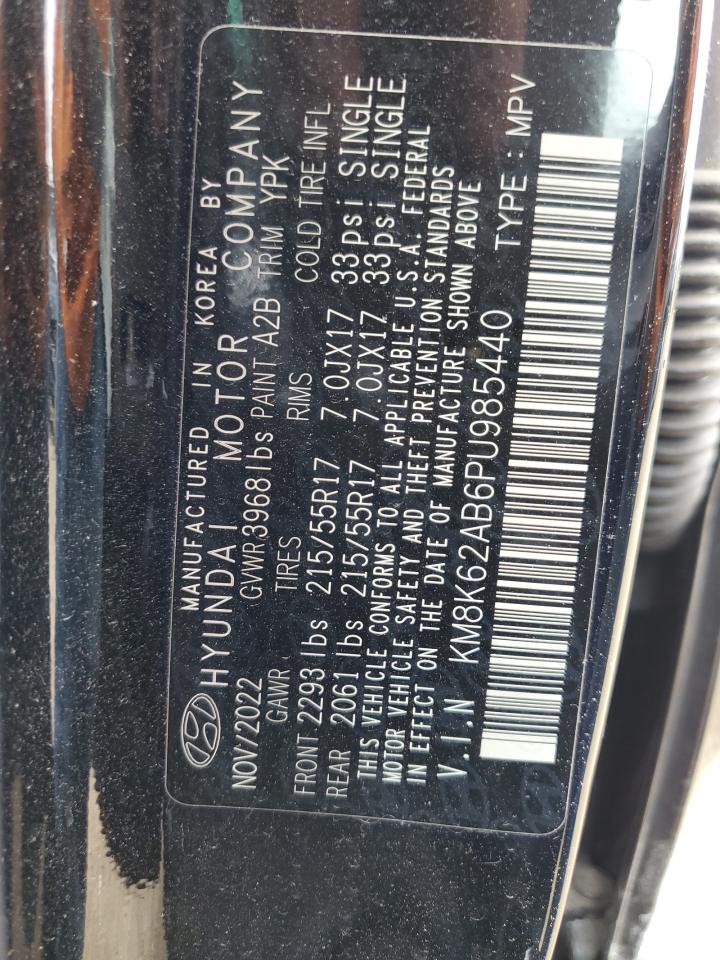 MANUFACTURED IN KOREA BY
HYUNDAI MOTOR COMPANY
NOV/2022 GVWR 3968 lbs PAINT A2B TRIM YPK
GAWR TIRES RIMS COLD TIRE INFL
FRONT 2293 lbs 215/55R17 7.0JX17 33psi SINGLE
REAR 2061 lbs 215/55R17 7.0JX17 33psi SINGLE
THIS VEHICLE CONFORMS TO ALL APPLICABLE U.S.A. FEDERAL
MOTOR VEHICLE SAFETY AND THEFT PREVENTION STANDARDS
IN EFFECT ON THE DATE OF MANUFACTURE SHOWN ABOVE
V.I.N KM8K62AB6PU985440 TYPE : MPV